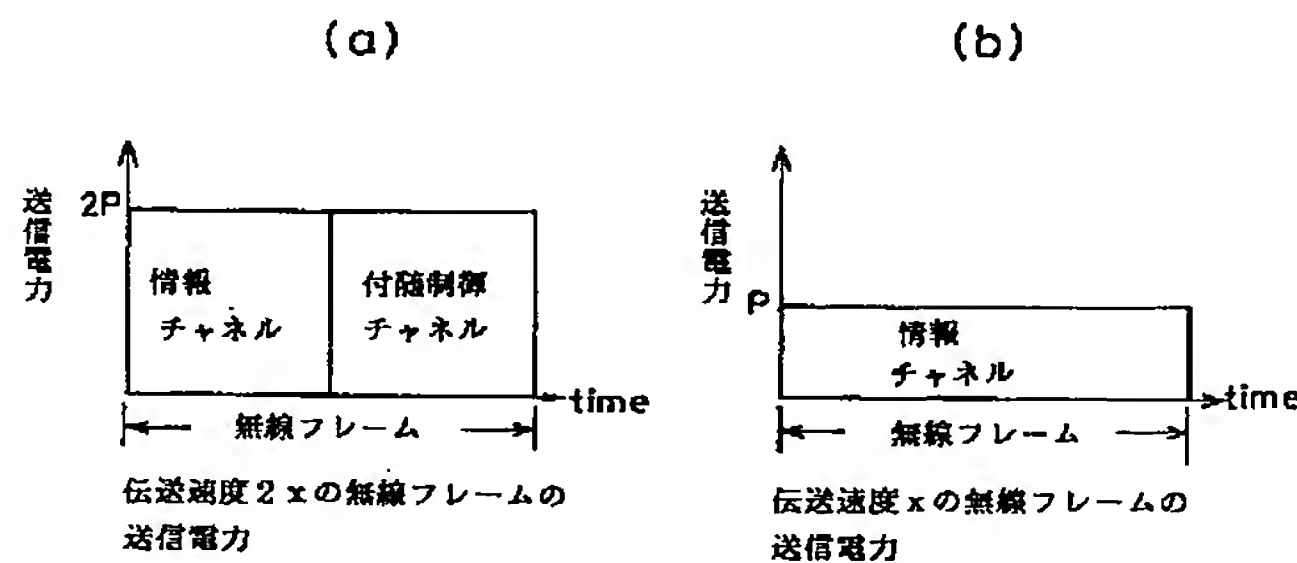 (a)
送信電力
2P
情報
チャネル
付随制御
チャネル
time
無線フレーム
伝送速度2xの無線フレームの
送信電力
(b)
送信電力
P
情報
チャネル
time
無線フレーム
伝送速度xの無線フレームの
送信電力